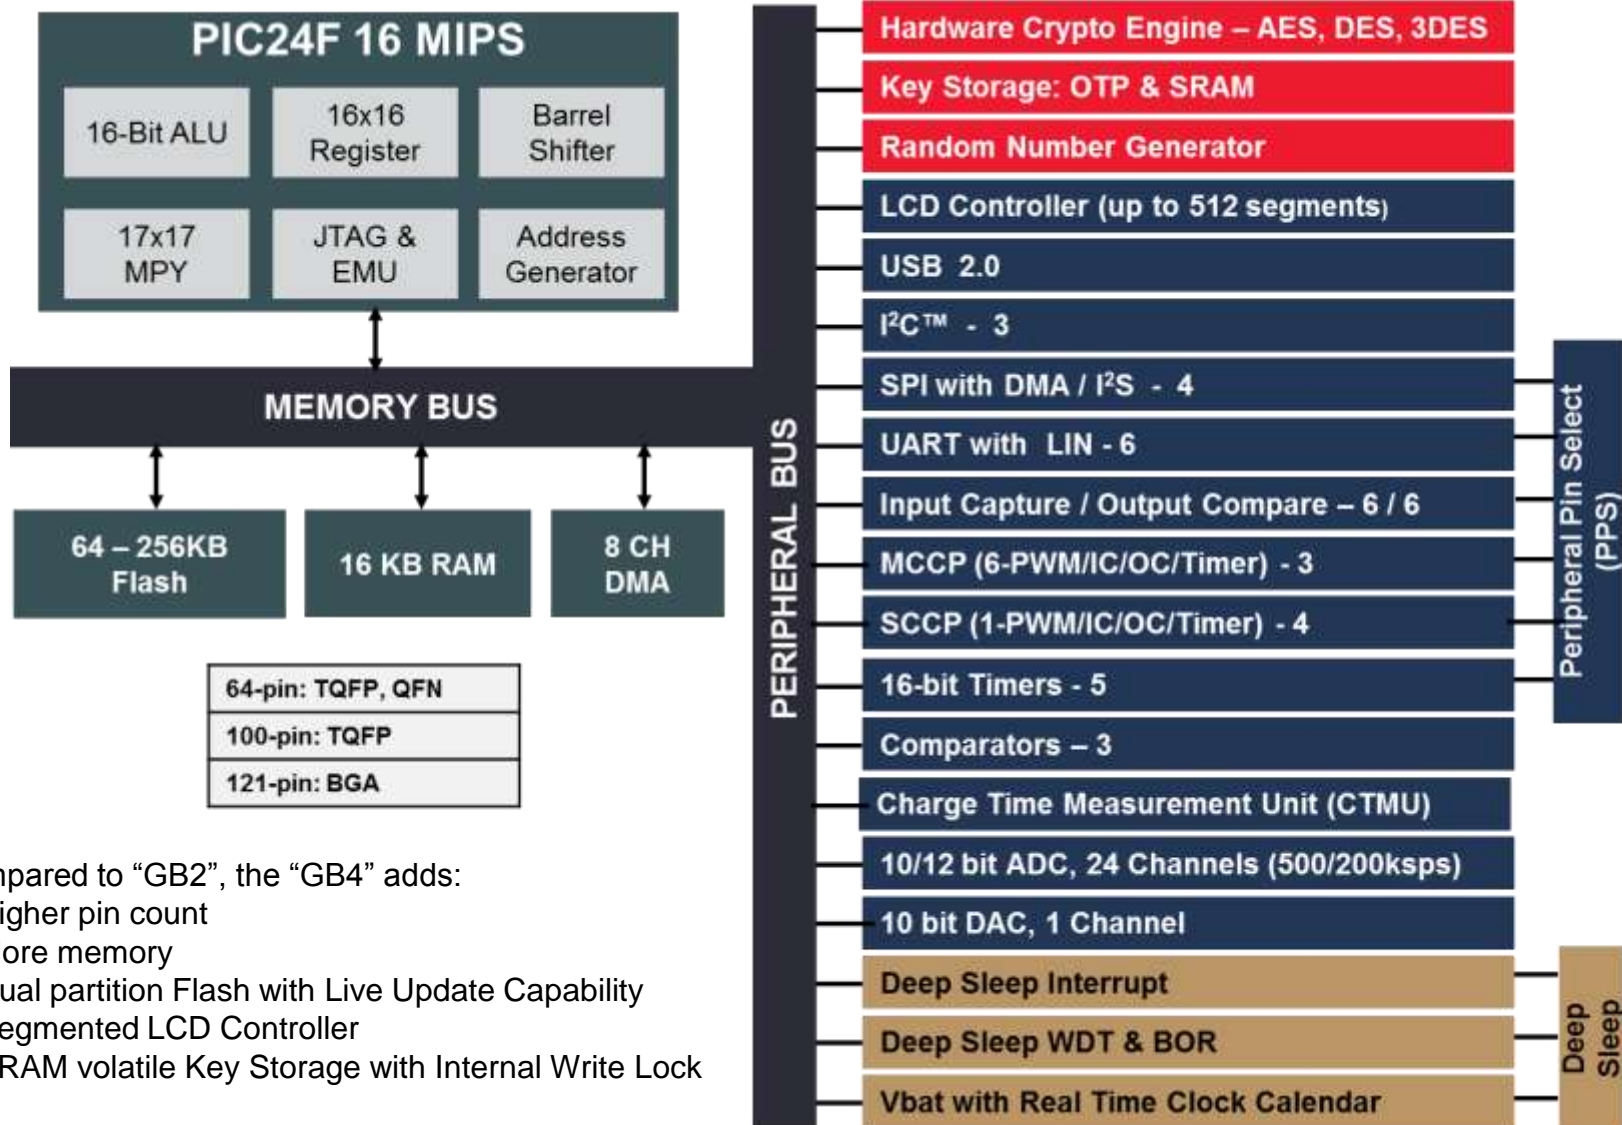 PIC24F 16 MIPS
16-Bit ALU
16x16
Register
Barrel
Shifter
17x17
MPY
JTAG &
EMU
Address
Generator
MEMORY BUS
64 – 256KB
Flash
16 KB RAM
8 CH
DMA
64-pin: TQFP, QFN
100-pin: TQFP
121-pin: BGA
mpared to “GB2”, the “GB4” adds:
igher pin count
ore memory
ual partition Flash with Live Update Capability
egmented LCD Controller
RAM volatile Key Storage with Internal Write Lock
PERIPHERAL BUS
Hardware Crypto Engine – AES, DES, 3DES
Key Storage: OTP & SRAM
Random Number Generator
LCD Controller (up to 512 segments)
USB 2.0
I²C™ - 3
SPI with DMA / I²S - 4
UART with LIN - 6
Input Capture / Output Compare – 6 / 6
MCCP (6-PWM/IC/OC/Timer) - 3
SCCP (1-PWM/IC/OC/Timer) - 4
16-bit Timers - 5
Comparators – 3
Charge Time Measurement Unit (CTMU)
10/12 bit ADC, 24 Channels (500/200ksps)
10 bit DAC, 1 Channel
Deep Sleep Interrupt
Deep Sleep WDT & BOR
Vbat with Real Time Clock Calendar
Peripheral Pin Select
(PPS)
Deep
Sleep